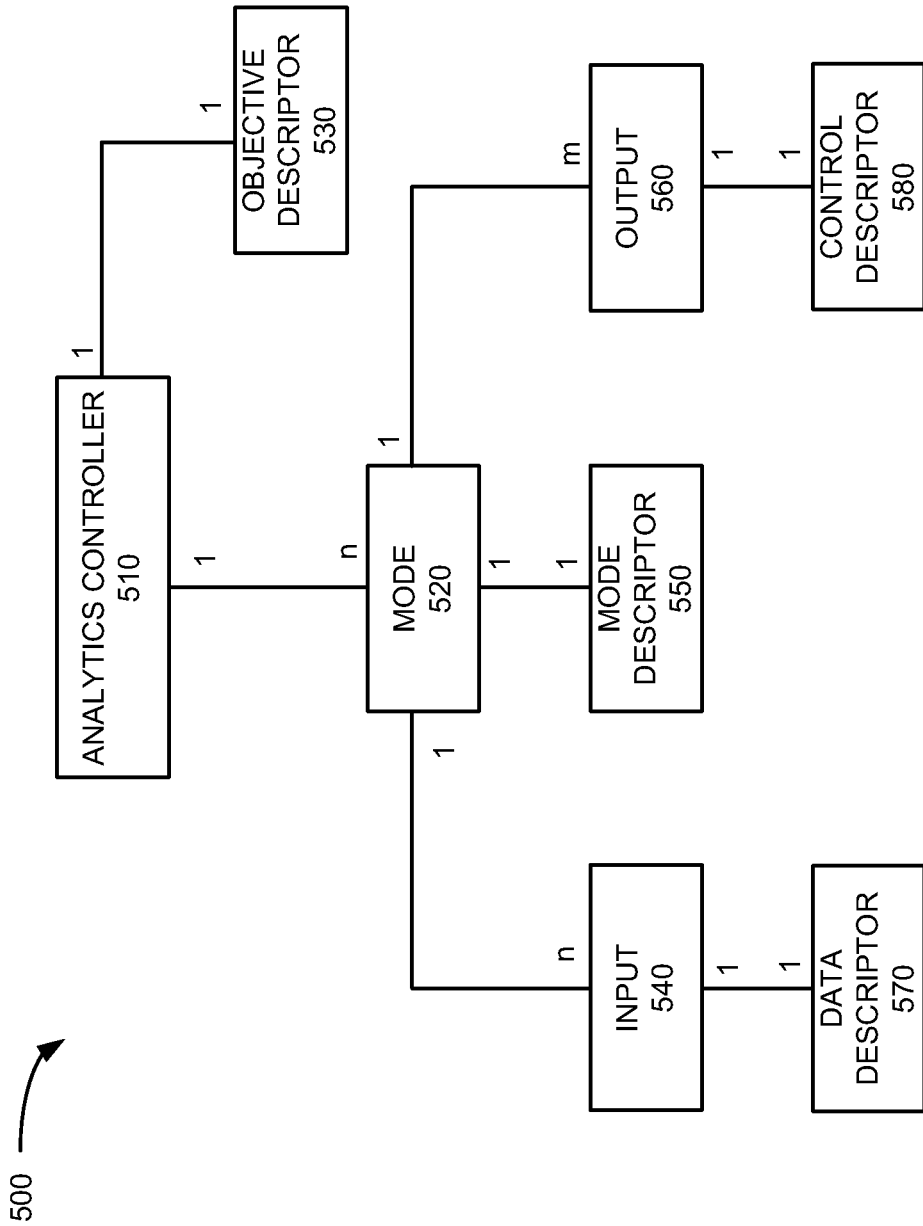 500
ANALYTICS CONTROLLER
510
1
1
1
OBJECTIVE
DESCRIPTOR
530
n
MODE
520
1
1
1
1
MODE
DESCRIPTOR
550
n
INPUT
540
1
1
DATA
DESCRIPTOR
570
m
OUTPUT
560
1
1
CONTROL
DESCRIPTOR
580